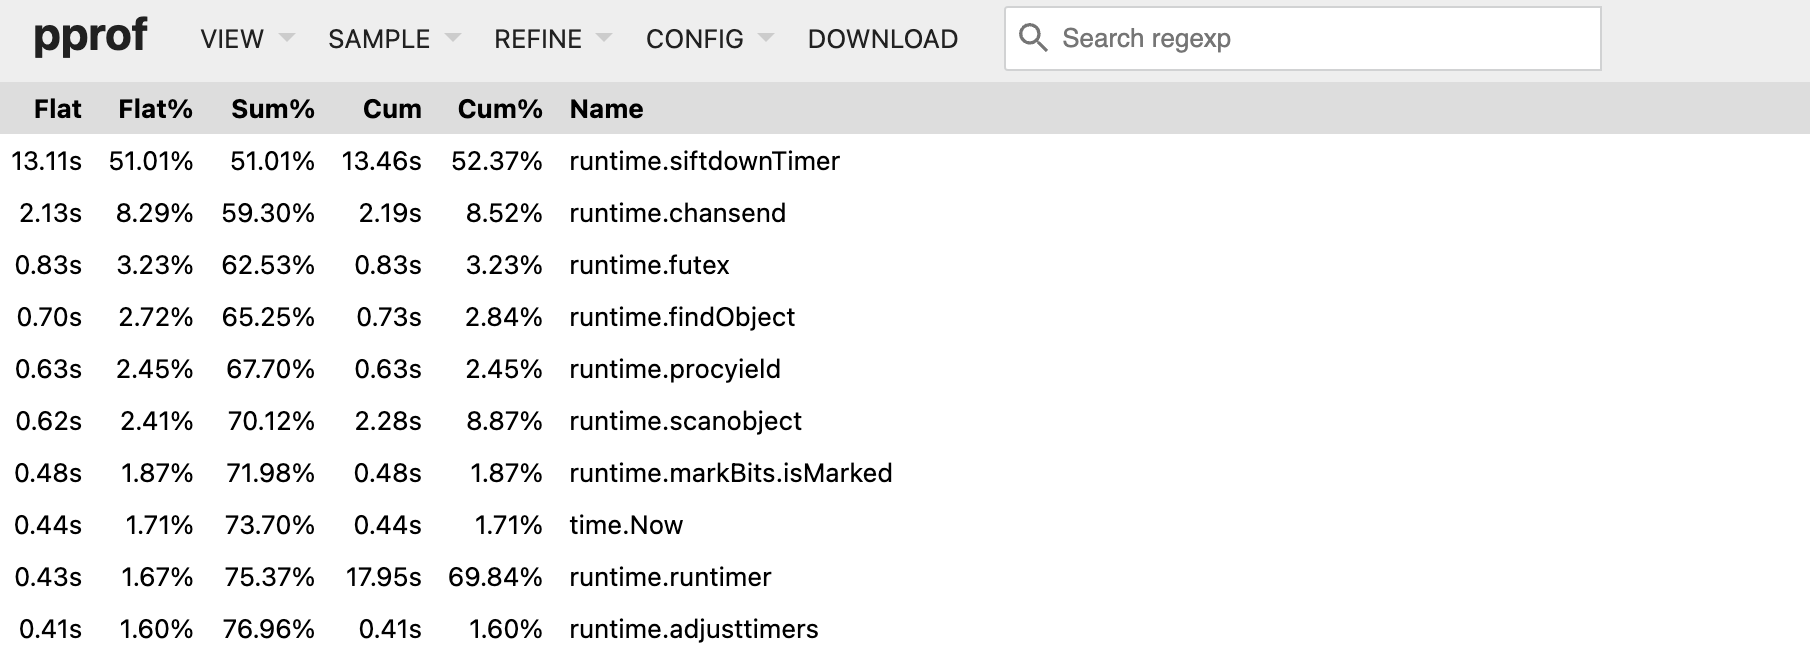 pprof VIEW SAMPLE REFINE CONFIG DOWNLOAD Search regexp
Flat Flat% Sum% Cum Cum% Name
13.11s 51.01% 51.01% 13.46s 52.37% runtime.siftdownTimer
2.13s 8.29% 59.30% 2.19s 8.52% runtime.chansend
0.83s 3.23% 62.53% 0.83s 3.23% runtime.futex
0.70s 2.72% 65.25% 0.73s 2.84% runtime.findObject
0.63s 2.45% 67.70% 0.63s 2.45% runtime.procyield
0.62s 2.41% 70.12% 2.28s 8.87% runtime.scanobject
0.48s 1.87% 71.98% 0.48s 1.87% runtime.markBits.isMarked
0.44s 1.71% 73.70% 0.44s 1.71% time.Now
0.43s 1.67% 75.37% 17.95s 69.84% runtime.runtimer
0.41s 1.60% 76.96% 0.41s 1.60% runtime.adjusttimers